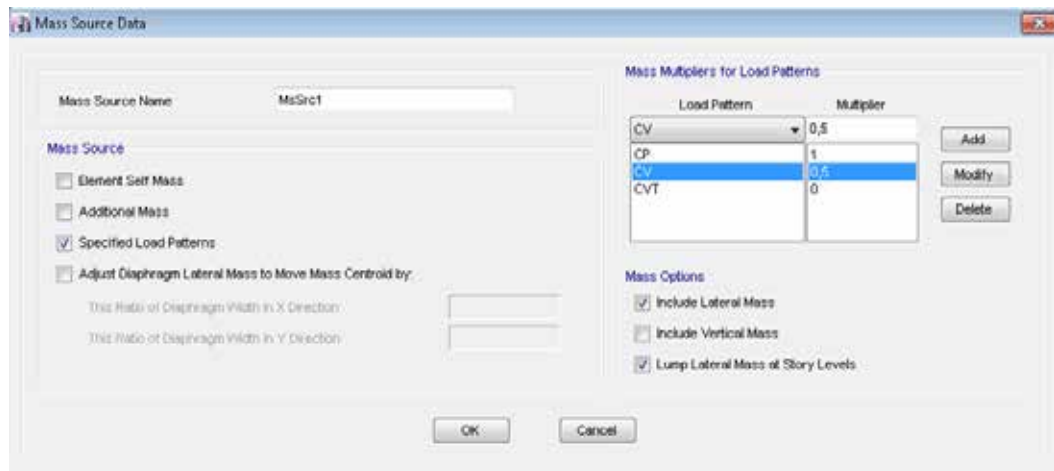 Mass Source Data
Mass Source Name MsSrc1
Mass Source
Element Self Mass
Additional Mass
Specified Load Patterns
Adjust Diaphragm Lateral Mass to Move Mass Centroid by:
This Ratio of Diaphragm Width in X Direction
This Ratio of Diaphragm Width in Y Direction
Mass Multipliers for Load Patterns
Load Pattern Multiplier
CV 0,5
CP 1
CV 0,5
CVT 0
Add
Modify
Delete
Mass Options
Include Lateral Mass
Include Vertical Mass
Lump Lateral Mass at Story Levels
OK Cancel